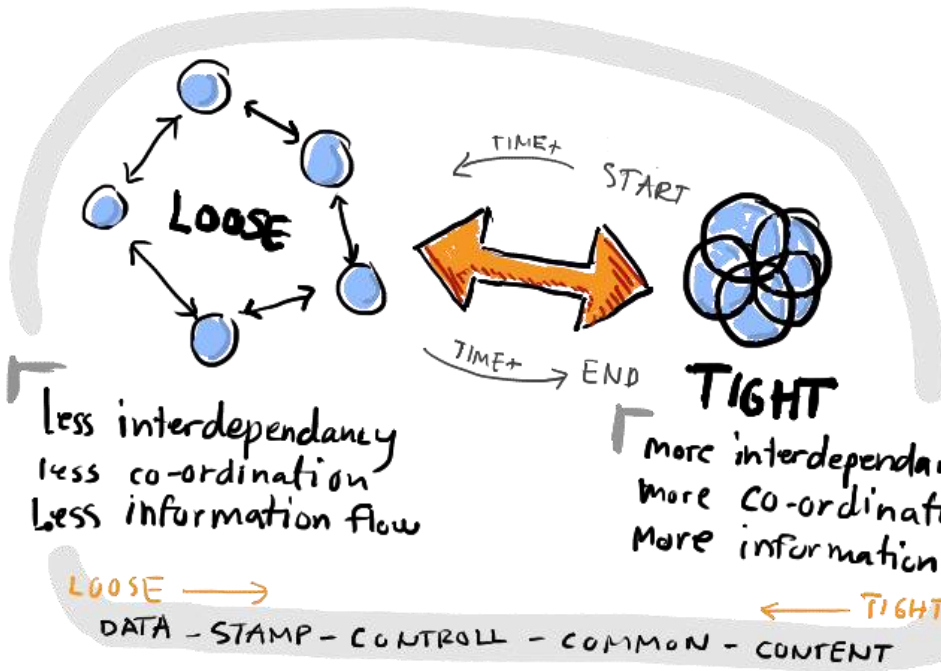 TIME+
START
LOOSE
TIME+
END
TIGHT
less interdependancy
less co-ordination
Less information flow
more interdependan
more co-ordinat
More information
LOOSE
TIGHT
DATA - STAMP - CONTROLL - COMMON - CONTENT